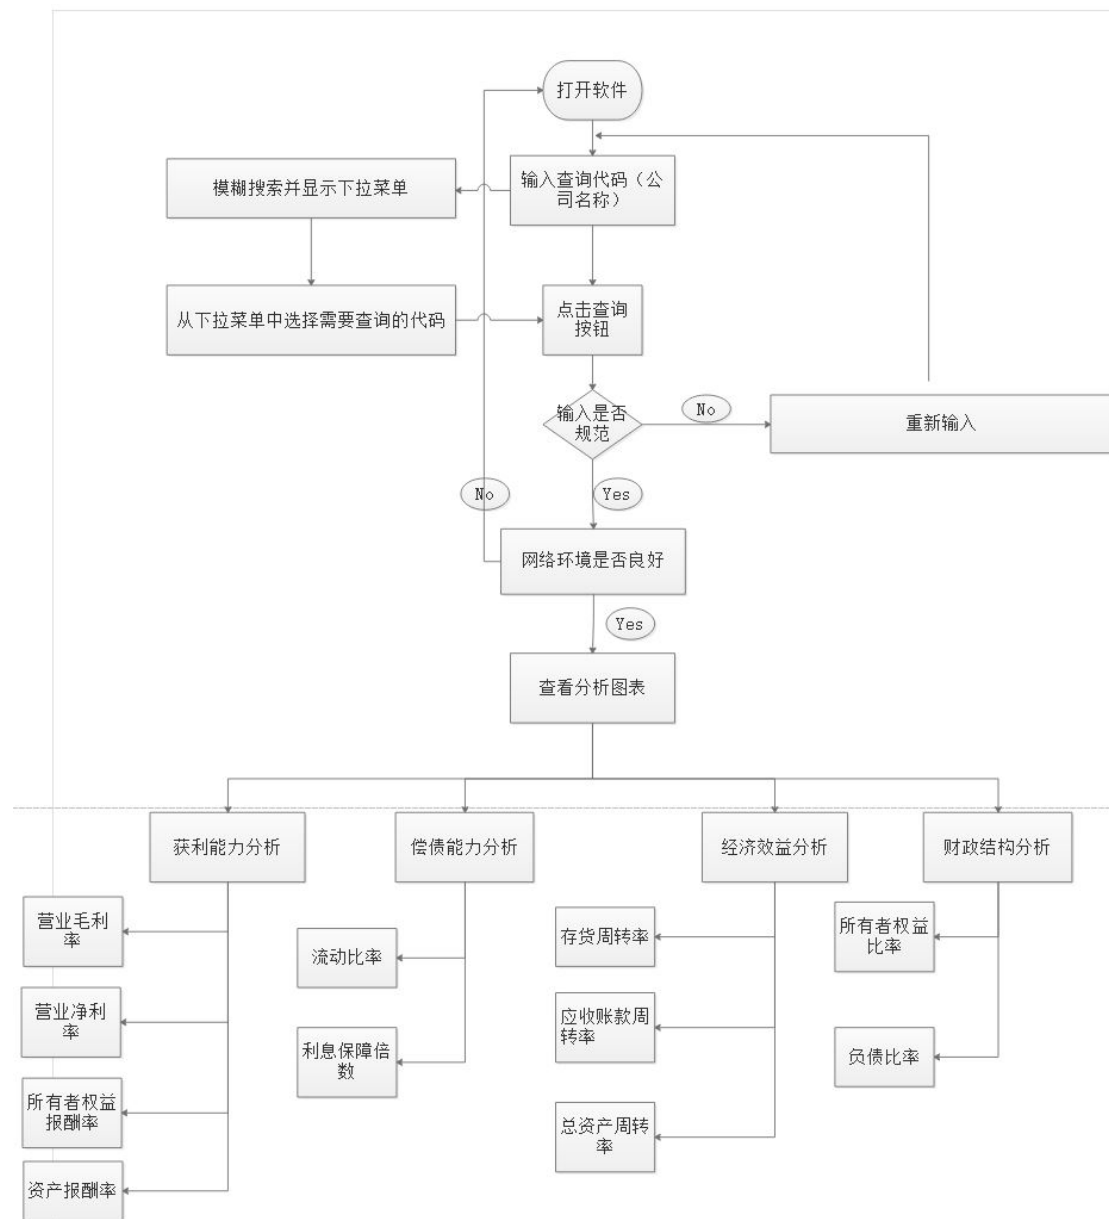 打开软件
输入查询代码（公
司名称）
模糊搜索并显示下拉菜单
从下拉菜单中选择需要查询的代码
点击查询
按钮
输入是否
规范
No
重新输入
No
Yes
网络环境是否良好
Yes
查看分析图表
获利能力分析
偿债能力分析
经济效益分析
财政结构分析
营业毛利
率
营业净利
率
所有者权益
报酬率
资产报酬率
流动比率
利息保障倍
数
存货周转率
应收账款周
转率
总资产周转
率
所有者权益
比率
负债比率